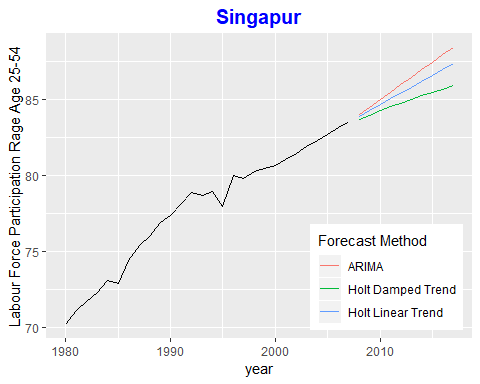 Singapur
Labour Force Participation Rage Age 25-54
85
80
75
70
1980
1990
2000
2010
year
Forecast Method
ARIMA
Holt Damped Trend
Holt Linear Trend